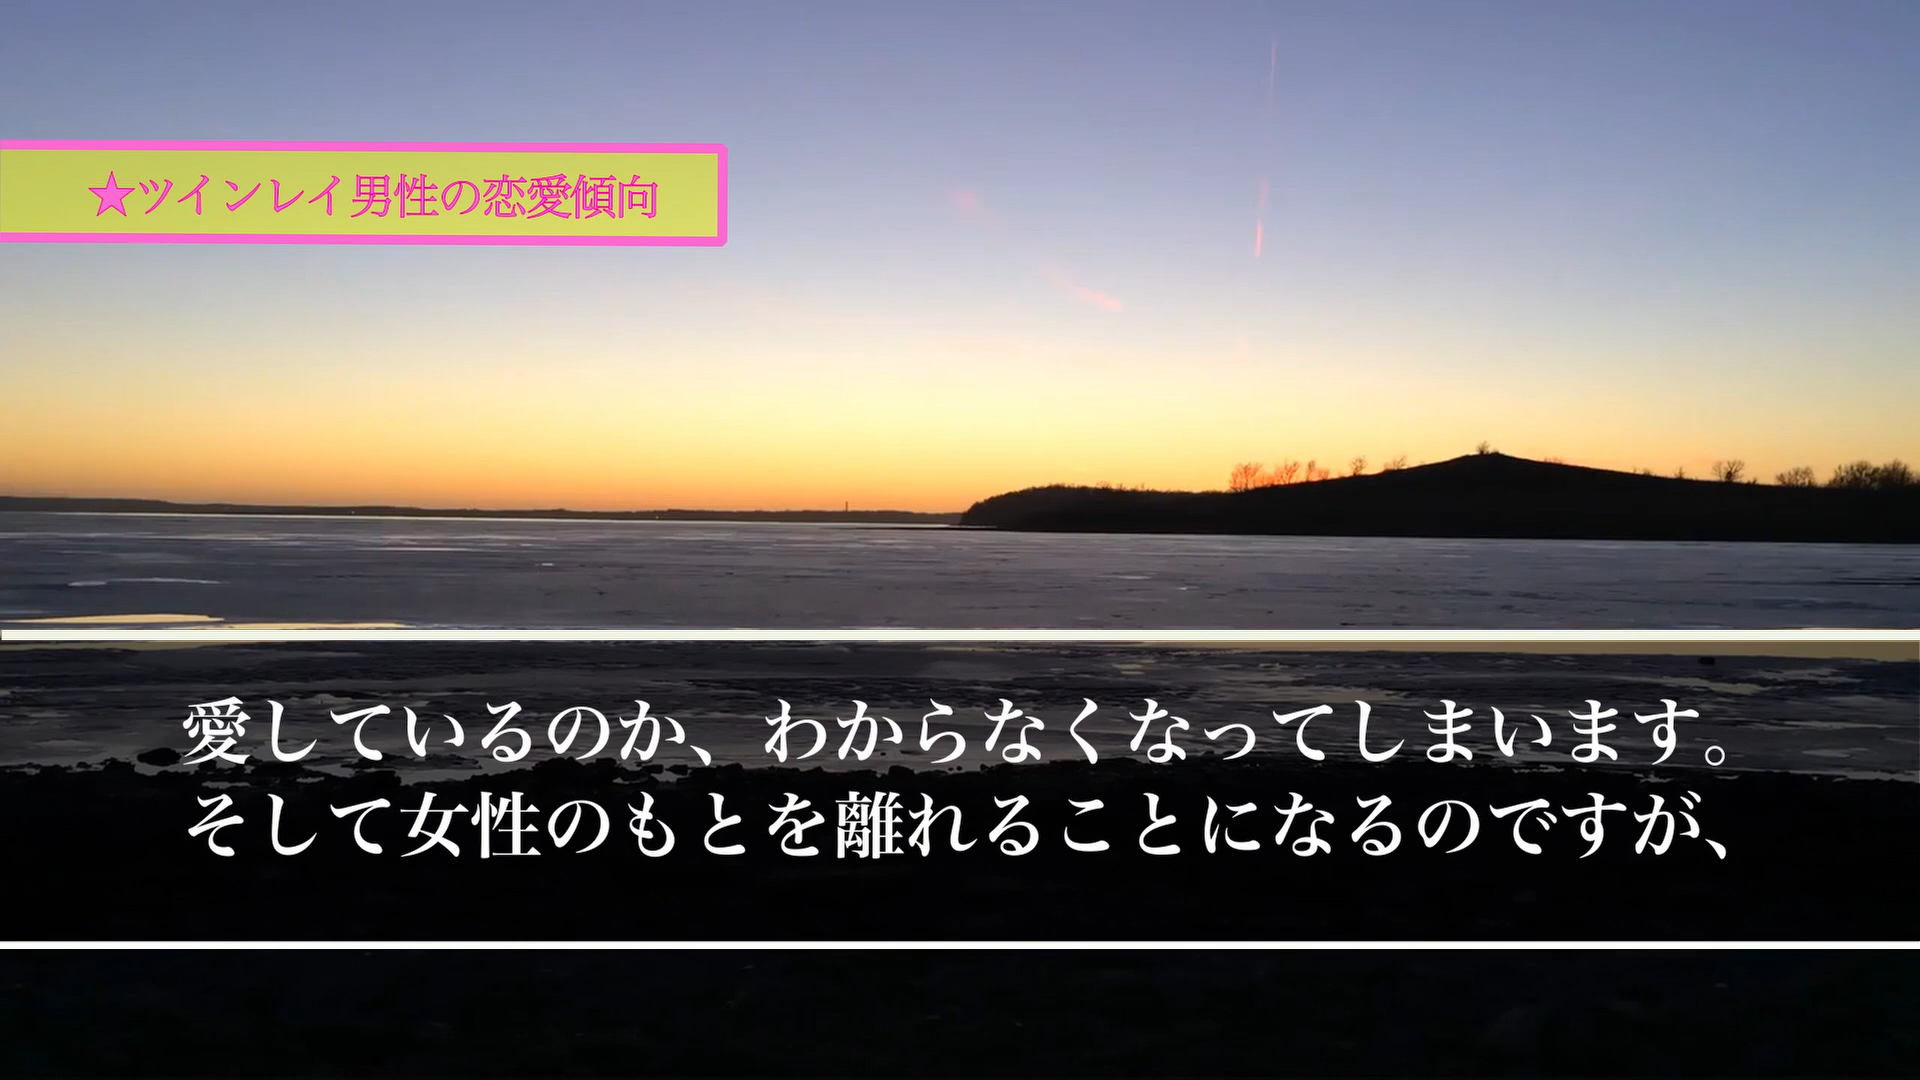 ★ツインレイ男性の恋愛傾向
愛しているのか、わからなくなってしまいます。
そして女性のもとを離れることになるのですが、